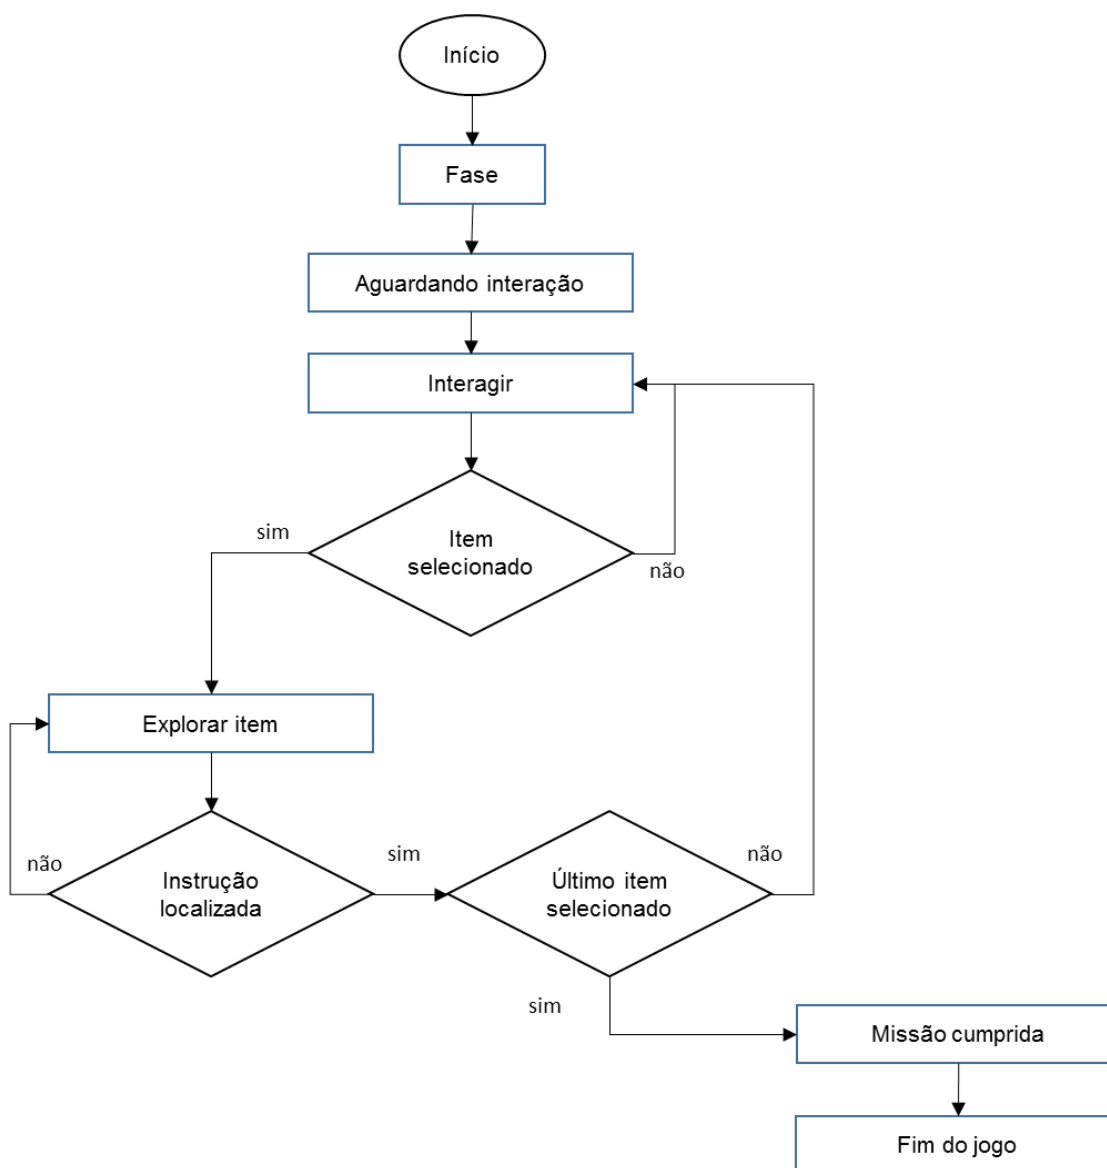 Início
Fase
Aguardando interação
Interagir
sim
Item
selecionado
não
Explorar item
não
Instrução
localizada
sim
Último item
selecionado
não
sim
Missão cumprida
Fim do jogo